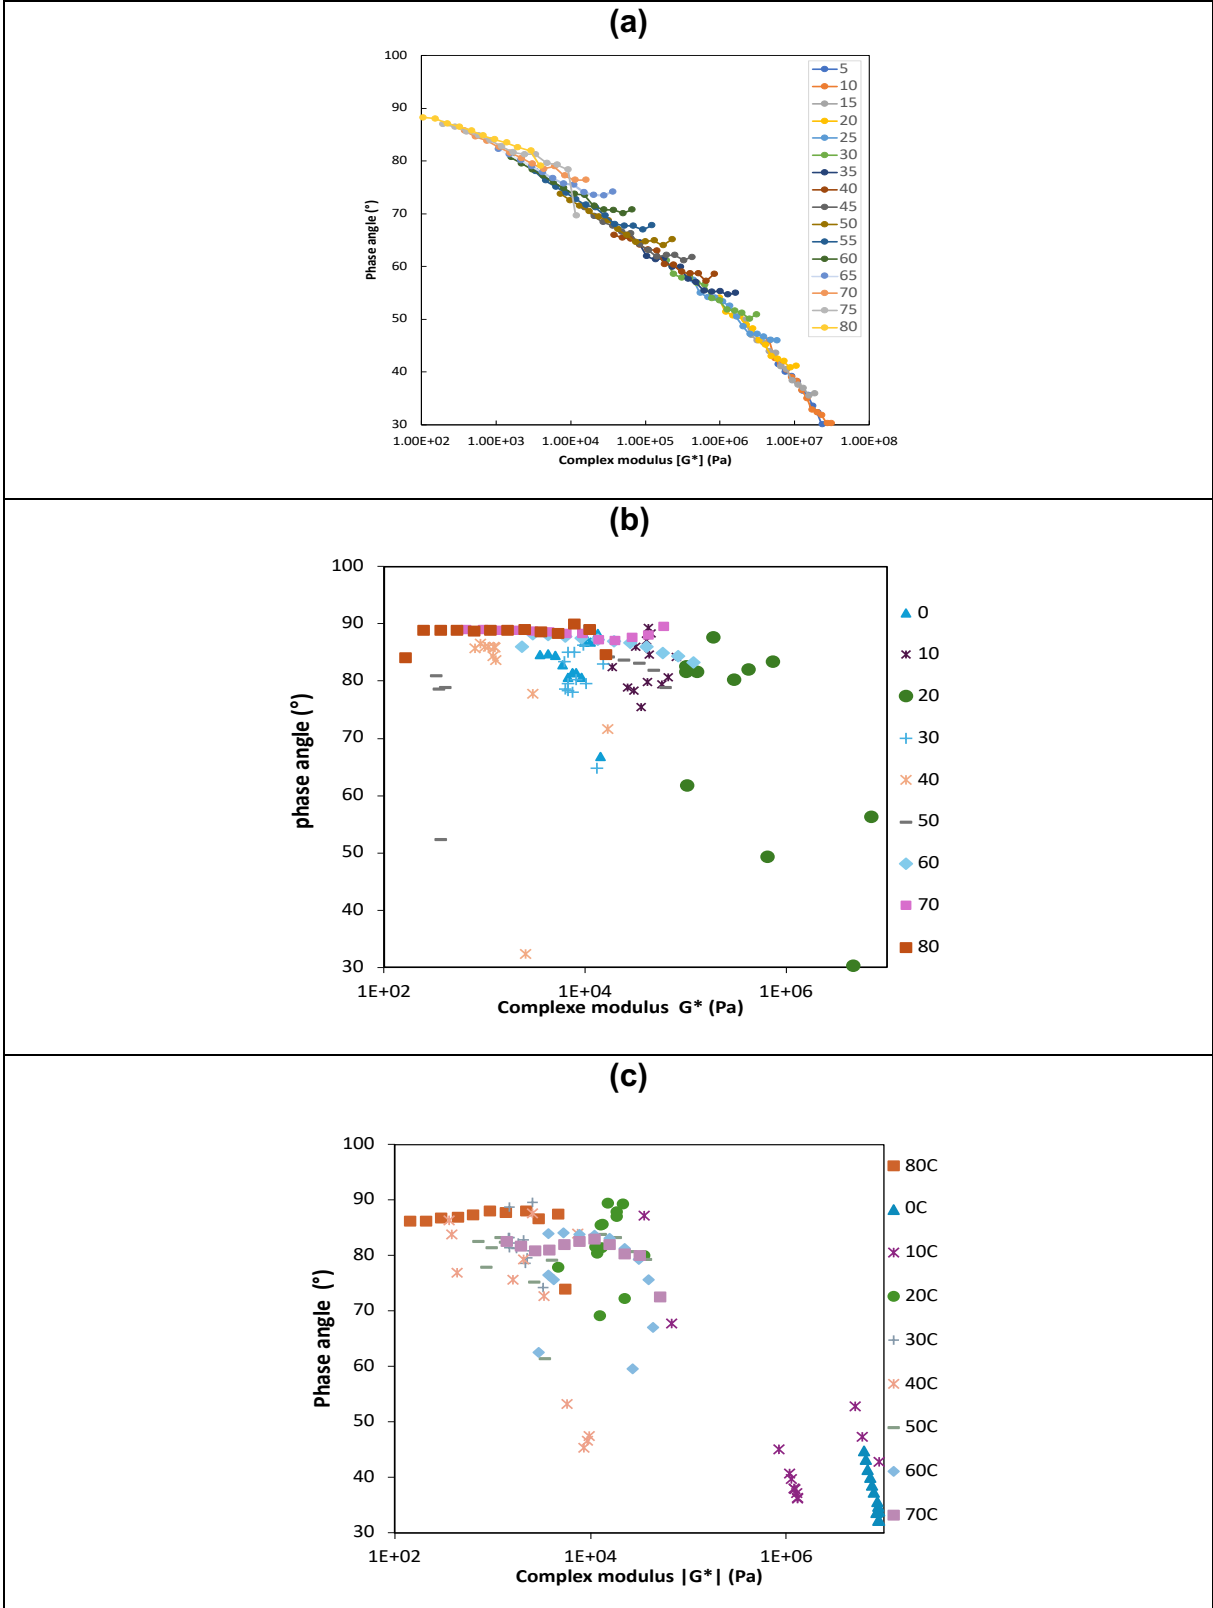 (a)
100
90
80
70
60
50
40
30
Phase angle (°)
1.00E+02 1.00E+03 1.00E+04 1.00E+05 1.00E+06 1.00E+07 1.00E+08
Complex modulus [G*] (Pa)
5
10
15
20
25
30
35
40
45
50
55
60
65
70
75
80
(b)
100
90
80
70
60
50
40
30
phase angle (°)
1E+02 1E+04 1E+06
Complexe modulus G* (Pa)
0
10
20
30
40
50
60
70
80
(c)
100
90
80
70
60
50
40
30
Phase angle (°)
1E+02 1E+04 1E+06
Complex modulus |G*| (Pa)
80C
0C
10C
20C
30C
40C
50C
60C
70C